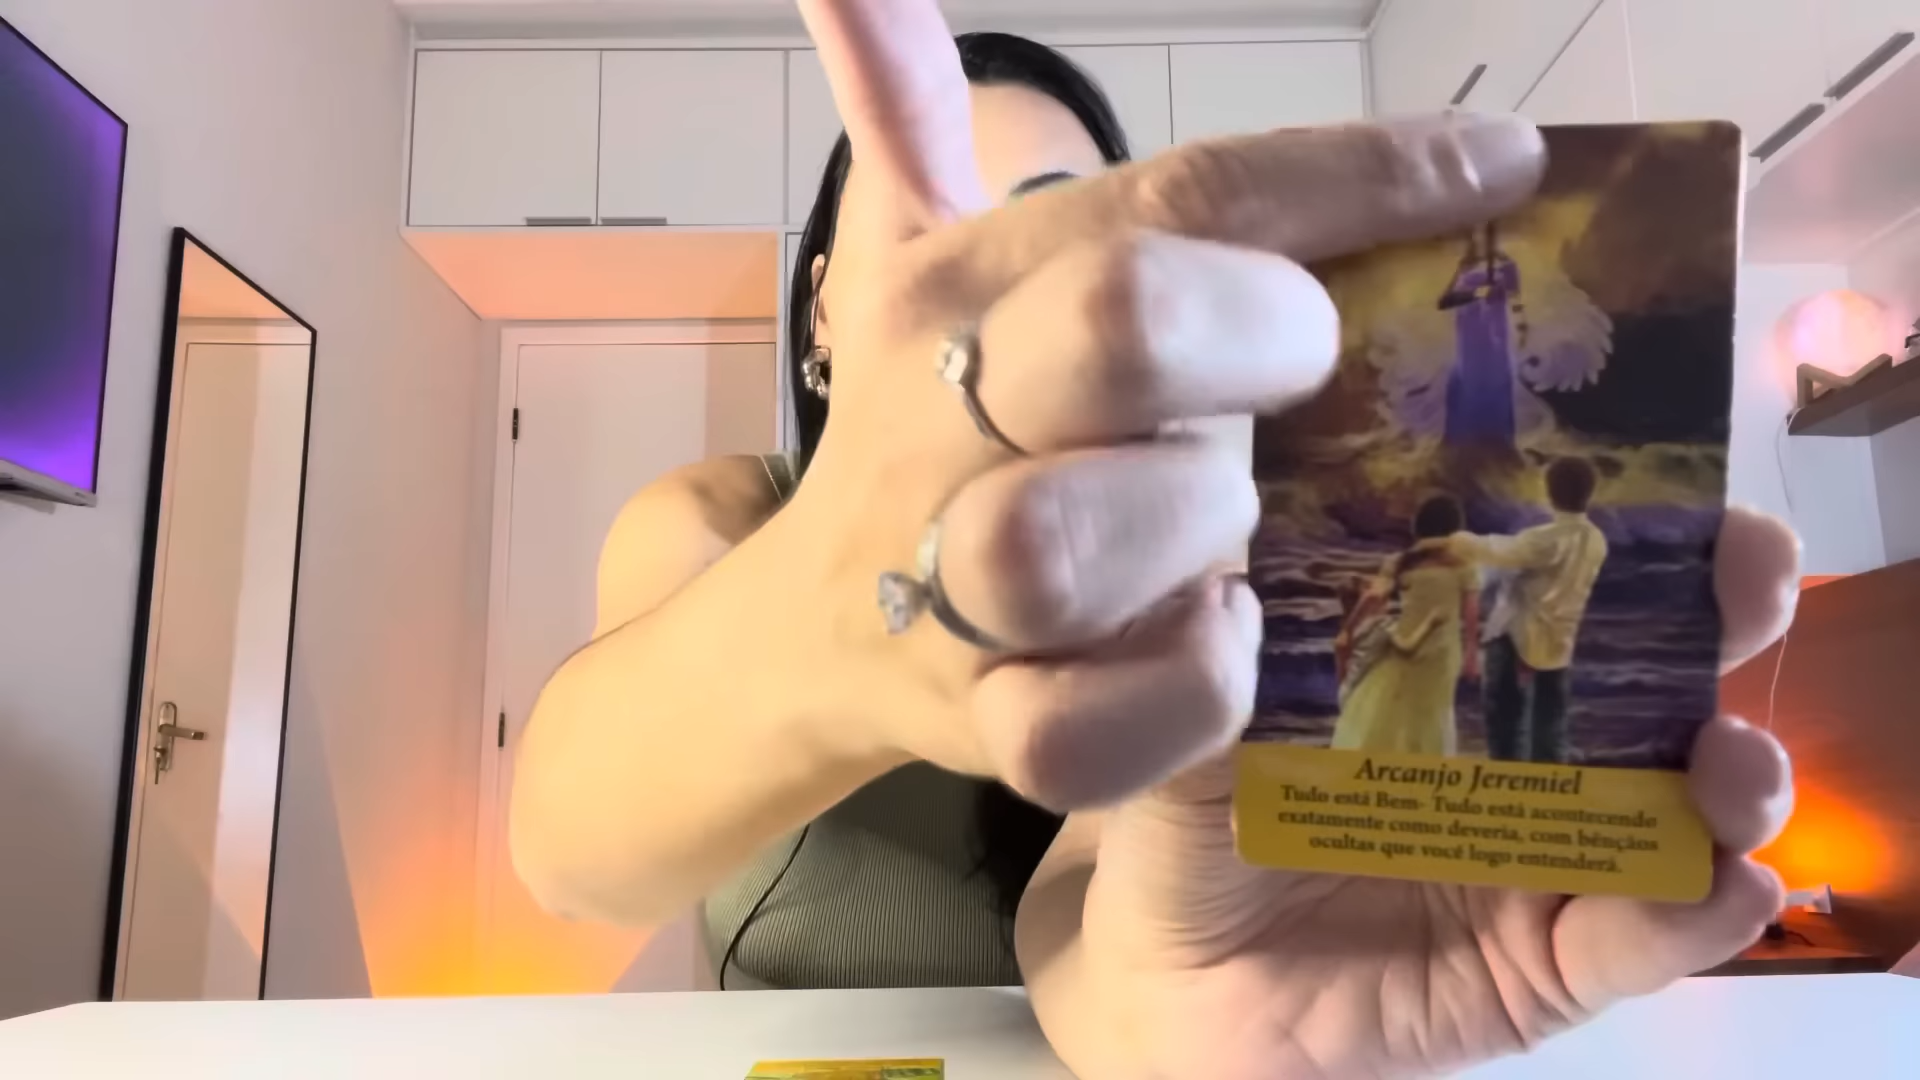 Arcanjo Jeremiel
Tudo está Bem- Tudo está acontecendo
exatamente como deveria, com bênçãos
ocultas que você logo entenderá.